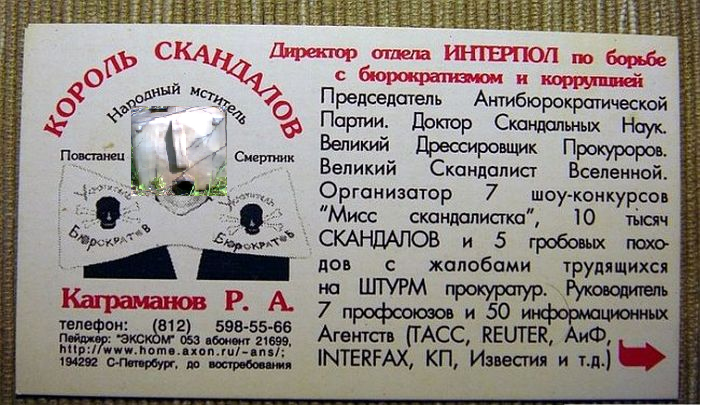 КОРОЛЬ СКАНДАЛОВ
Народный мститель
Повстанец
Смертник
Укротитель
Бюрократов
Укротитель
Бюрократов
Каграманов Р. А.
телефон: (812) 598-55-66
Пейджер: "ЭКСКОМ" 053 абонент 21699,
http://www.home.axon.ru/-ans/;
194292 С-Петербург, до востребования
Директор отдела ИНТЕРПОЛ по борьбе
с бюрократизмом и коррупцией
Председатель Антибюрократической
Партии. Доктор Скандальных Наук.
Великий Дрессировщик Прокуроров.
Великий Скандалист Вселенной.
Организатор 7 шоу-конкурсов
"Мисс скандалистка", 10 тысяч
СКАНДАЛОВ и 5 гробовых похо-
дов с жалобами трудящихся
на ШТУРМ прокуратур. Руководитель
7 профсоюзов и 50 информационных
Агентств (ТАСС, REUTER, АиФ,
INTERFAX, КП, Известия и т.д.)